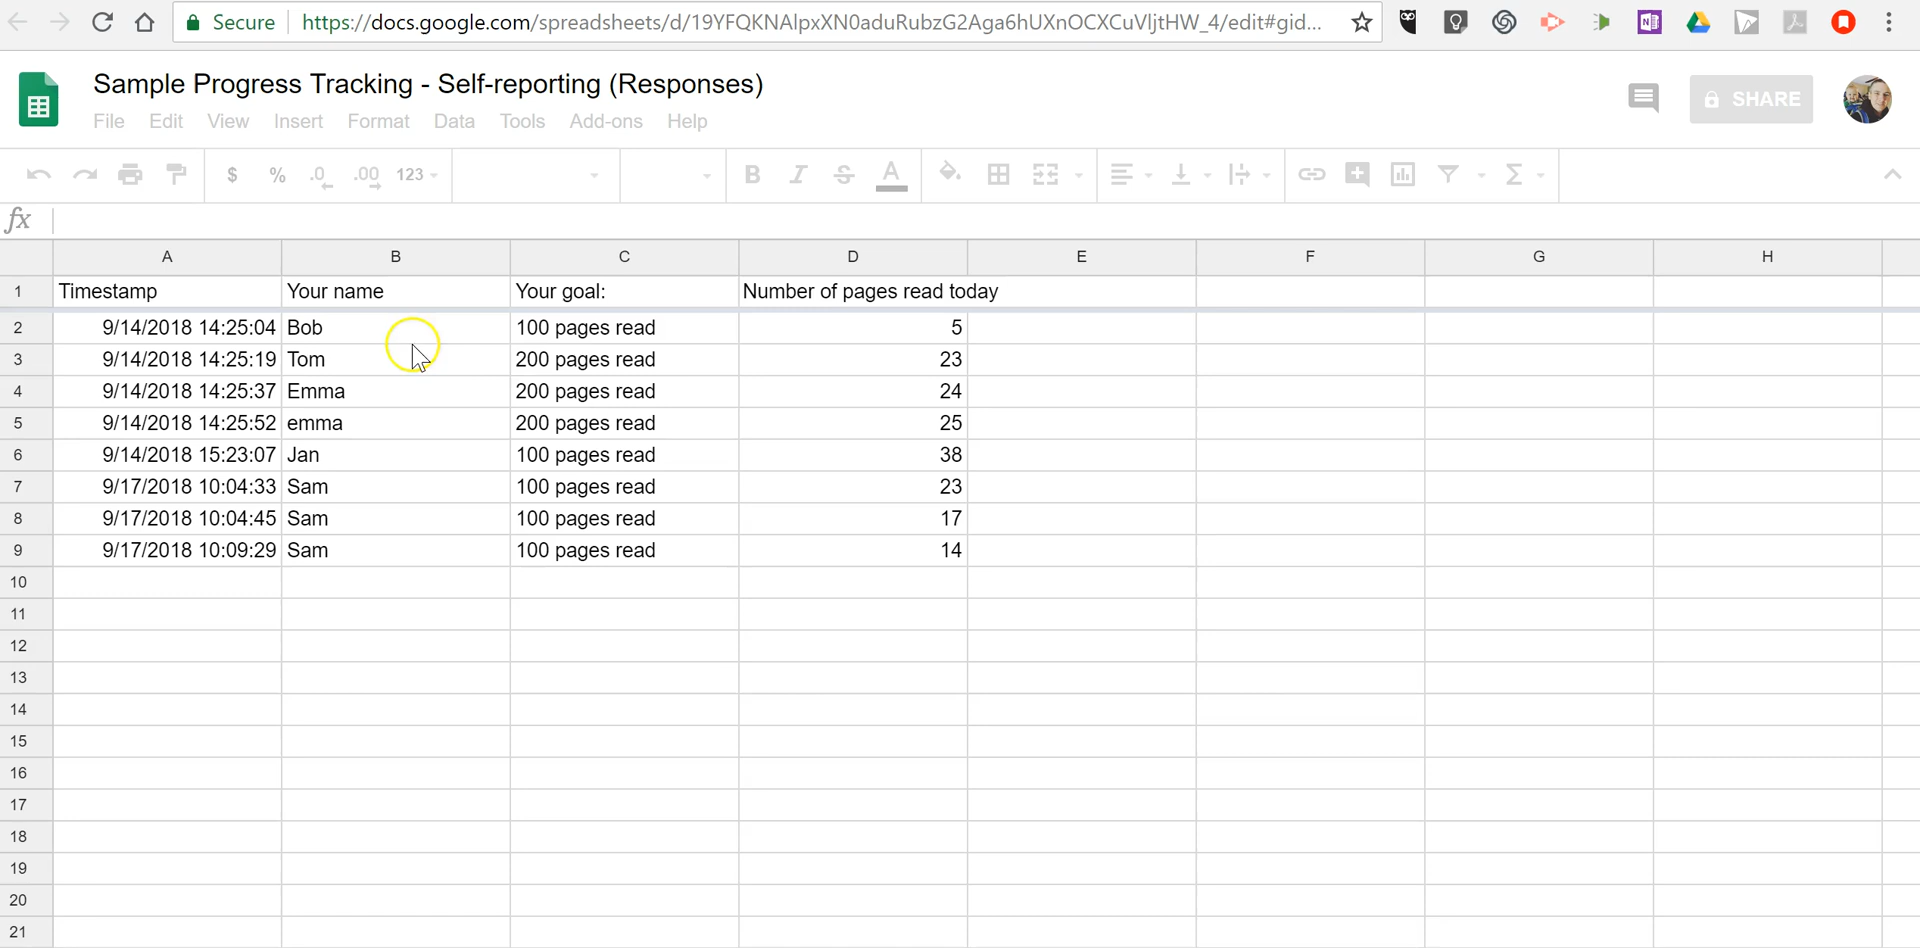 Secure https://docs.google.com/spreadsheets/d/19YFQKNAlpxXN0aduRubzG2Aga6hUXnOCXCuVljtHW_4/edit#gid...
Sample Progress Tracking - Self-reporting (Responses)
File Edit View Insert Format Data Tools Add-ons Help
SHARE
$ % .0 .00 123 B I S A
fx
A B C D E F G H
1 Timestamp Your name Your goal: Number of pages read today
2 9/14/2018 14:25:04 Bob 100 pages read 5
3 9/14/2018 14:25:19 Tom 200 pages read 23
4 9/14/2018 14:25:37 Emma 200 pages read 24
5 9/14/2018 14:25:52 emma 200 pages read 25
6 9/14/2018 15:23:07 Jan 100 pages read 38
7 9/17/2018 10:04:33 Sam 100 pages read 23
8 9/17/2018 10:04:45 Sam 100 pages read 17
9 9/17/2018 10:09:29 Sam 100 pages read 14
10
11
12
13
14
15
16
17
18
19
20
21